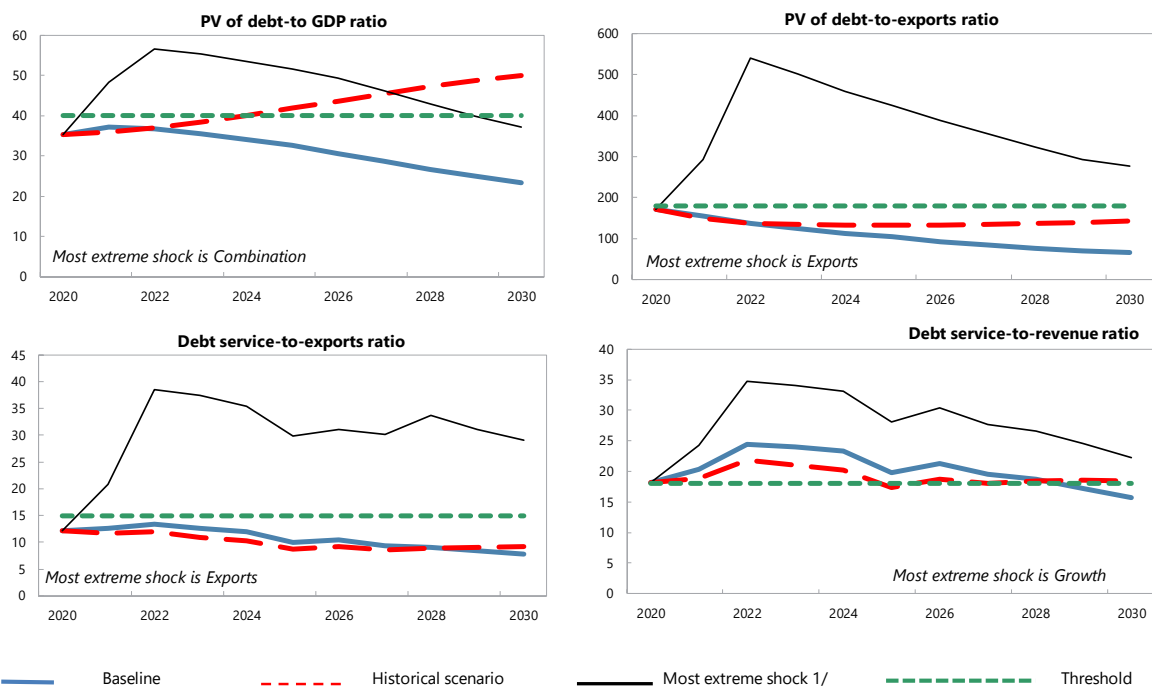 PV of debt-to GDP ratio
60
50
40
30
20
10
0
Most extreme shock is Combination
2020 2022 2024 2026 2028 2030
PV of debt-to-exports ratio
600
500
400
300
200
100
0
Most extreme shock is Exports
2020 2022 2024 2026 2028 2030
Debt service-to-exports ratio
45
40
35
30
25
20
15
10
5
0
Most extreme shock is Exports
2020 2022 2024 2026 2028 2030
Debt service-to-revenue ratio
40
35
30
25
20
15
10
5
0
Most extreme shock is Growth
2020 2022 2024 2026 2028 2030
Baseline Historical scenario Most extreme shock 1/ Threshold